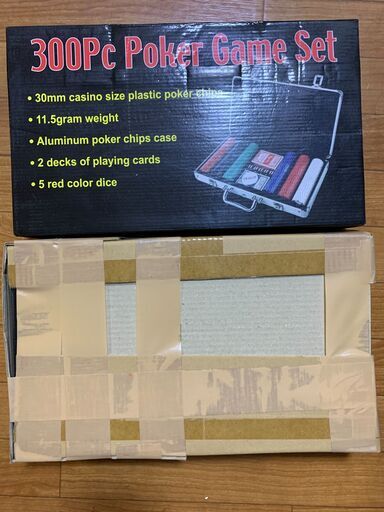 300Pc Poker Game Set
• 30mm casino size plastic poker chips
• 11.5gram weight
• Aluminum poker chips case
• 2 decks of playing cards
• 5 red color dice